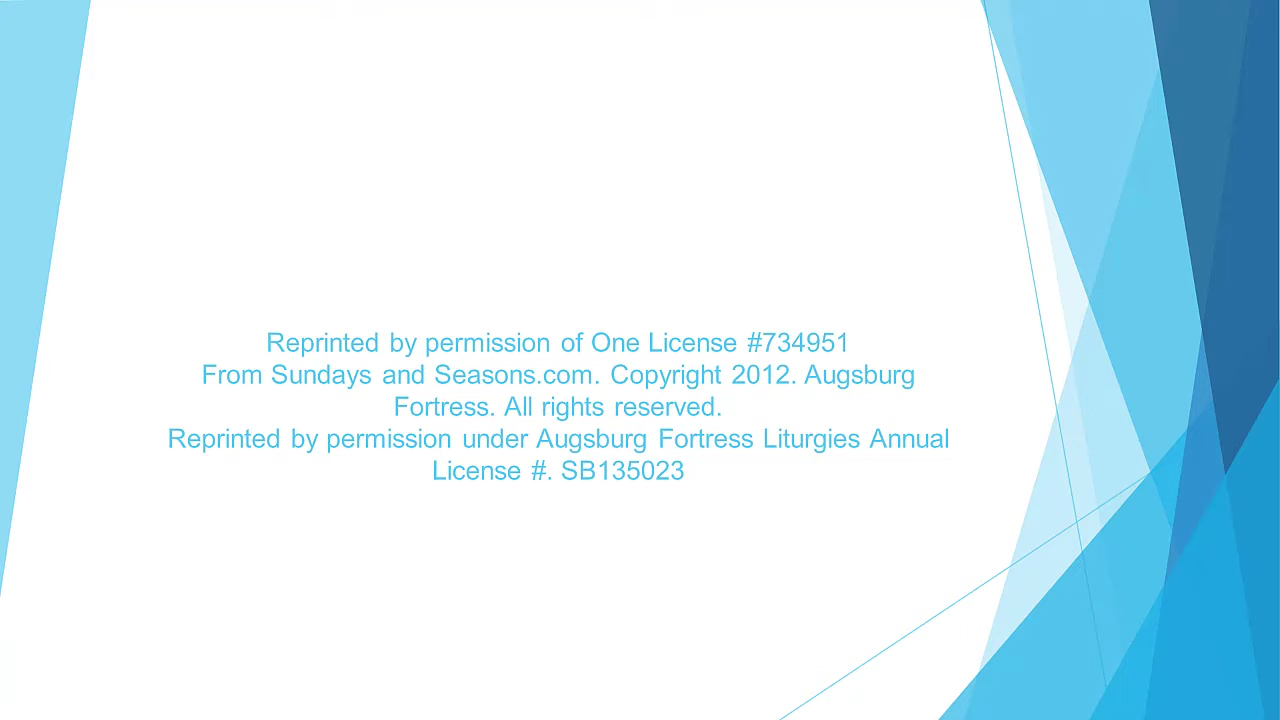 Reprinted by permission of One License #734951
From Sundays and Seasons.com. Copyright 2012. Augsburg
Fortress. All rights reserved.
Reprinted by permission under Augsburg Fortress Liturgies Annual
License #. SB135023